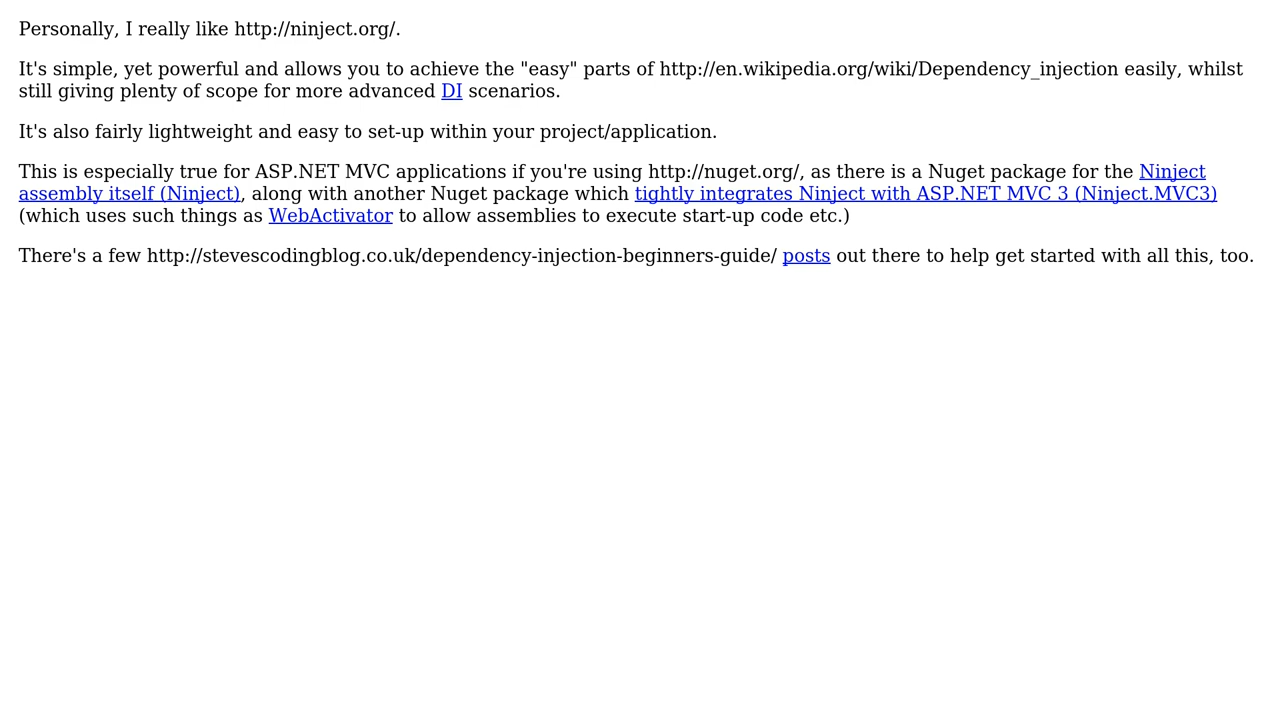 Personally, I really like http://ninject.org/.
It's simple, yet powerful and allows you to achieve the "easy" parts of http://en.wikipedia.org/wiki/Dependency_injection easily, whilst
still giving plenty of scope for more advanced DI scenarios.
It's also fairly lightweight and easy to set-up within your project/application.
This is especially true for ASP.NET MVC applications if you're using http://nuget.org/, as there is a Nuget package for the Ninject
assembly itself (Ninject), along with another Nuget package which tightly integrates Ninject with ASP.NET MVC 3 (Ninject.MVC3)
(which uses such things as WebActivator to allow assemblies to execute start-up code etc.)
There's a few http://stevescodingblog.co.uk/dependency-injection-beginners-guide/ posts out there to help get started with all this, too.